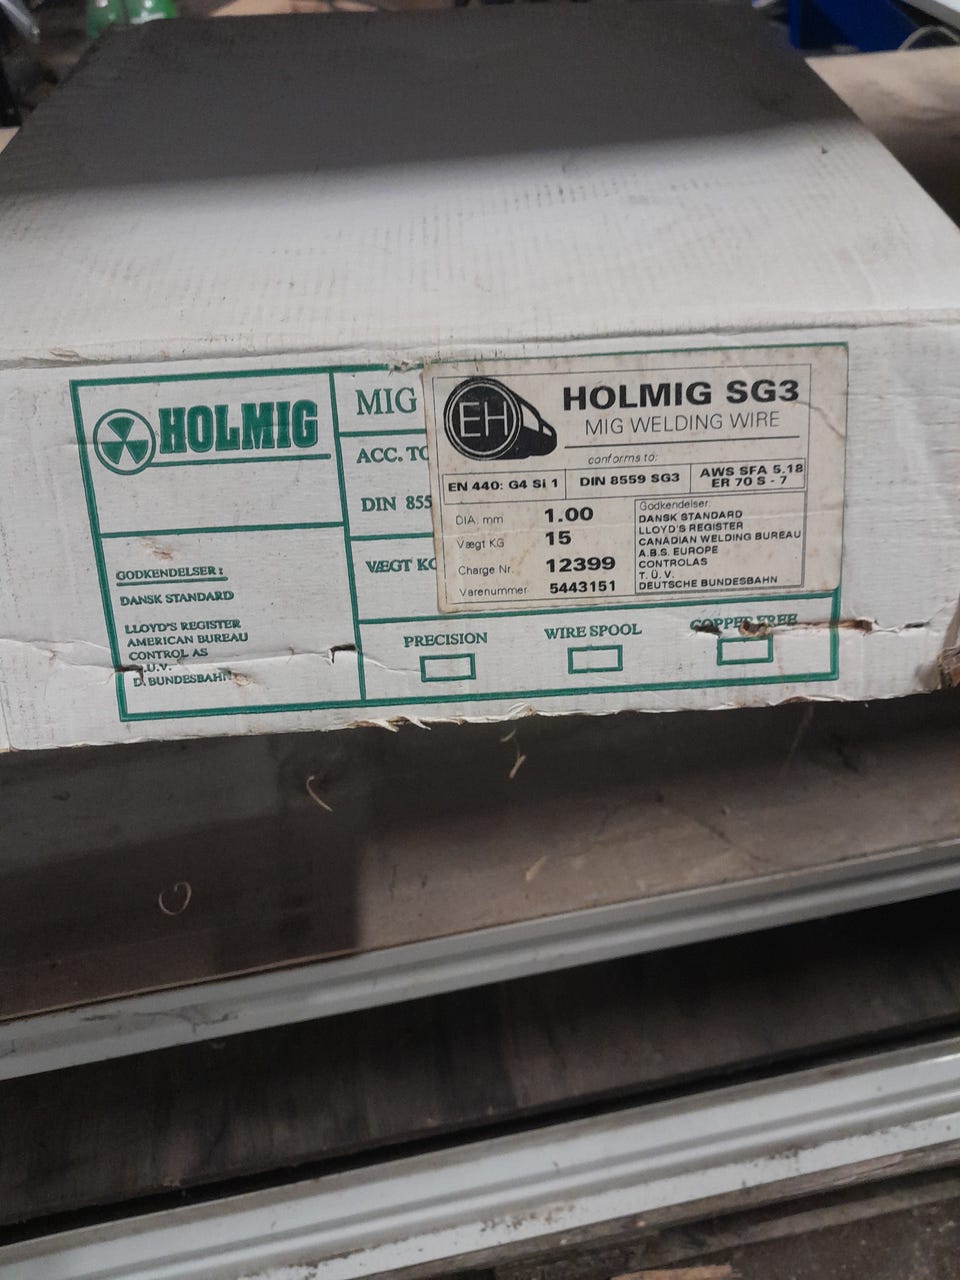 HOLMIG
GODKENDELSER:
DANSK STANDARD
LLOYD'S REGISTER
AMERICAN BUREAU
CONTROL AS
.U.V.
D. BUNDESBAHN
MIG
ACC. TO
DIN 855
VÆGT KG
EH
HOLMIG SG3
MIG WELDING WIRE
conforms to:
EN 440: G4 Si 1
DIN 8559 SG3
AWS SFA 5.18
ER 70 S - 7
DIA. mm 1.00
Vægt KG 15
Charge Nr. 12399
Varenummer 5443151
Godkendelser:
DANSK STANDARD
LLOYD'S REGISTER
CANADIAN WELDING BUREAU
A.B.S. EUROPE
CONTROLAS
T. Ü. V.
DEUTSCHE BUNDESBAHN
PRECISION
WIRE SPOOL
COPPER FREE